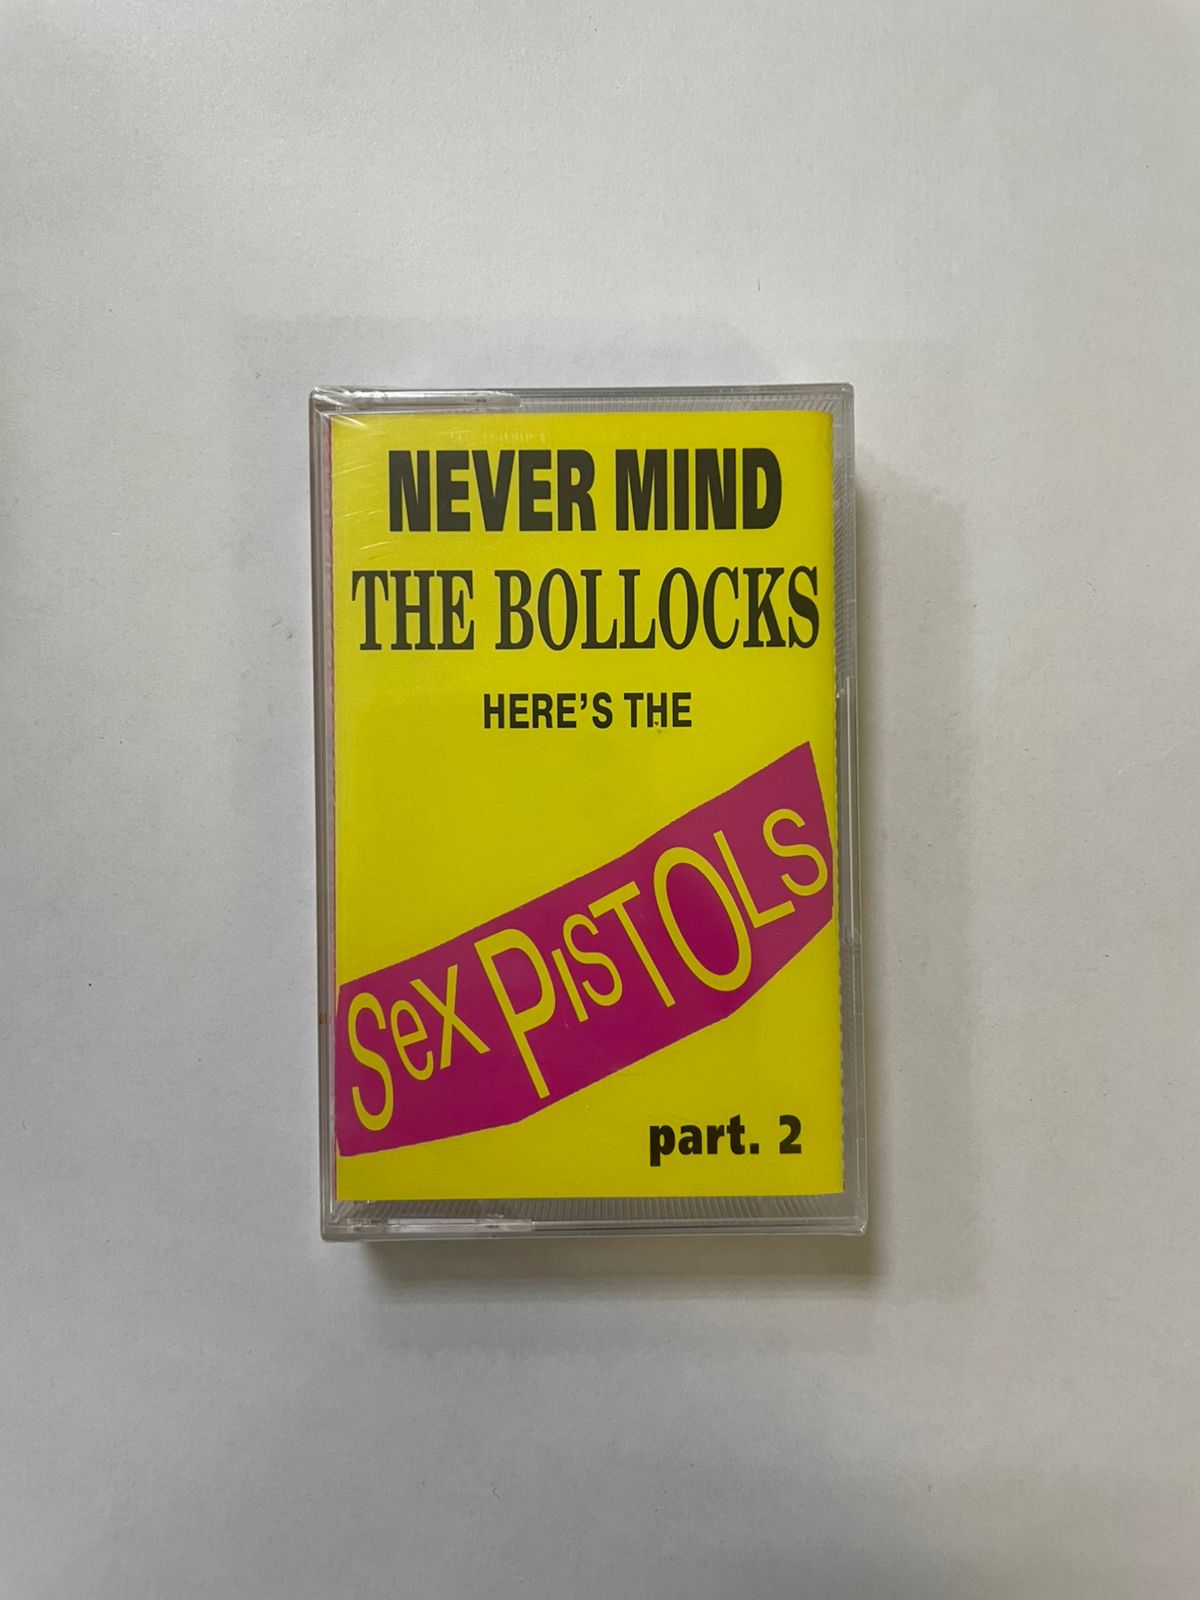 NEVER MIND
THE BOLLOCKS
HERE'S THE
SeX PiSTOLS
part. 2